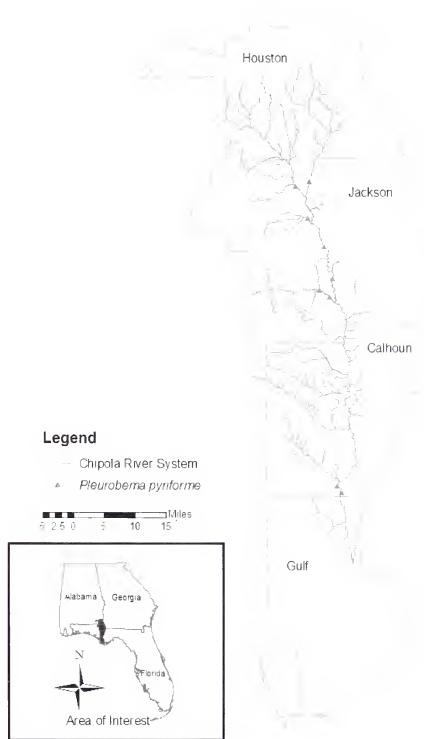 Houston
Jackson
Calhoun
Legend
Chipola River System
Pleurobema pyriforme
Miles
5 2.5 0 5 10 15
Gulf
Alabama
Georgia
N
Florida
Area of Interest